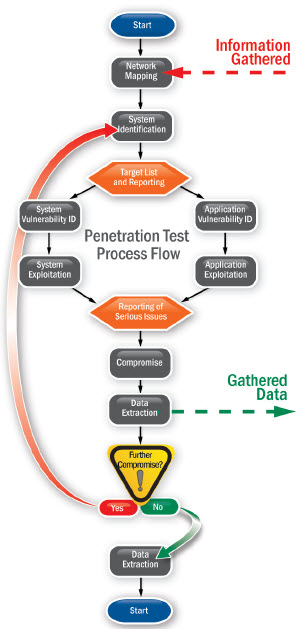 Start
Information
Gathered
Network
Mapping
System
Identification
Target List
and Reporting
System
Vulnerability ID
Application
Vulnerability ID
Penetration Test
Process Flow
System
Exploitation
Application
Exploitation
Reporting of
Serious Issues
Compromise
Gathered
Data
Data
Extraction
Further
Compromise?
!
Yes
No
Data
Extraction
Start